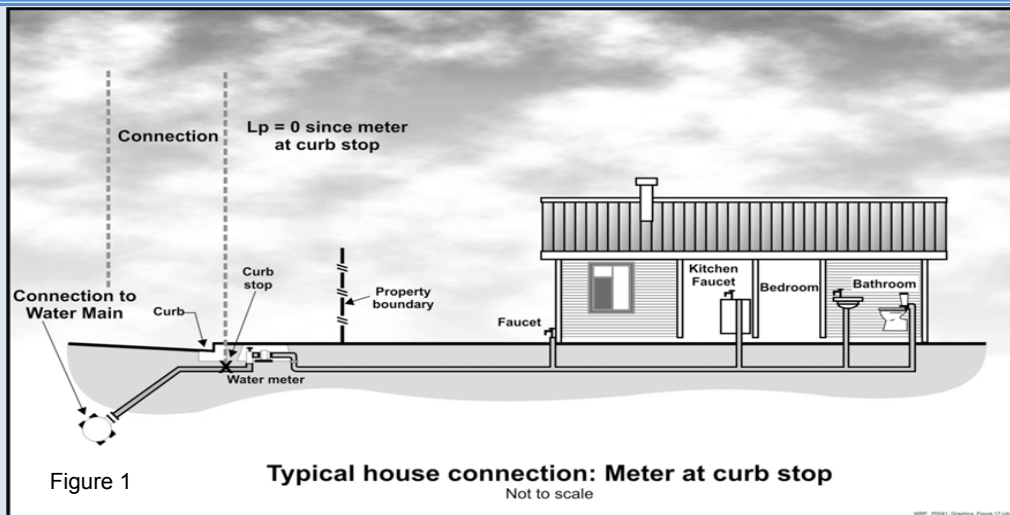 Connection
Lp = 0 since meter
at curb stop
Connection to
Water Main
Curb
Curb
stop
Property
boundary
Water meter
Faucet
Kitchen
Faucet
Bedroom
Bathroom
Figure 1
Typical house connection: Meter at curb stop
Not to scale